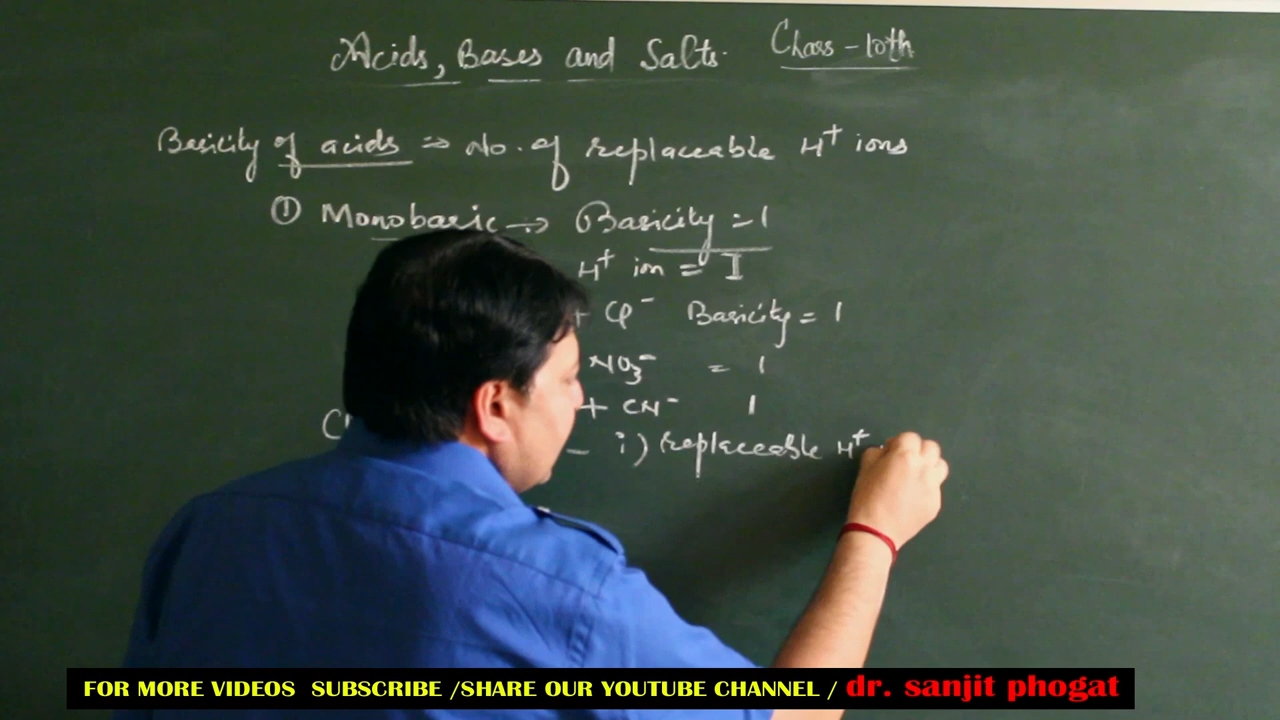 Acids, Bases and Salts. Class-10th
Basicity of acids ⇒ No. of replaceable H⁺ ions
① Monobasic → Basicity = 1
H⁺ ion = I
+ Cl⁻ Basicity = 1
NO₃⁻ = 1
+ CN⁻ 1
– i) replaceable H⁺
FOR MORE VIDEOS SUBSCRIBE /SHARE OUR YOUTUBE CHANNEL / dr. sanjit phogat